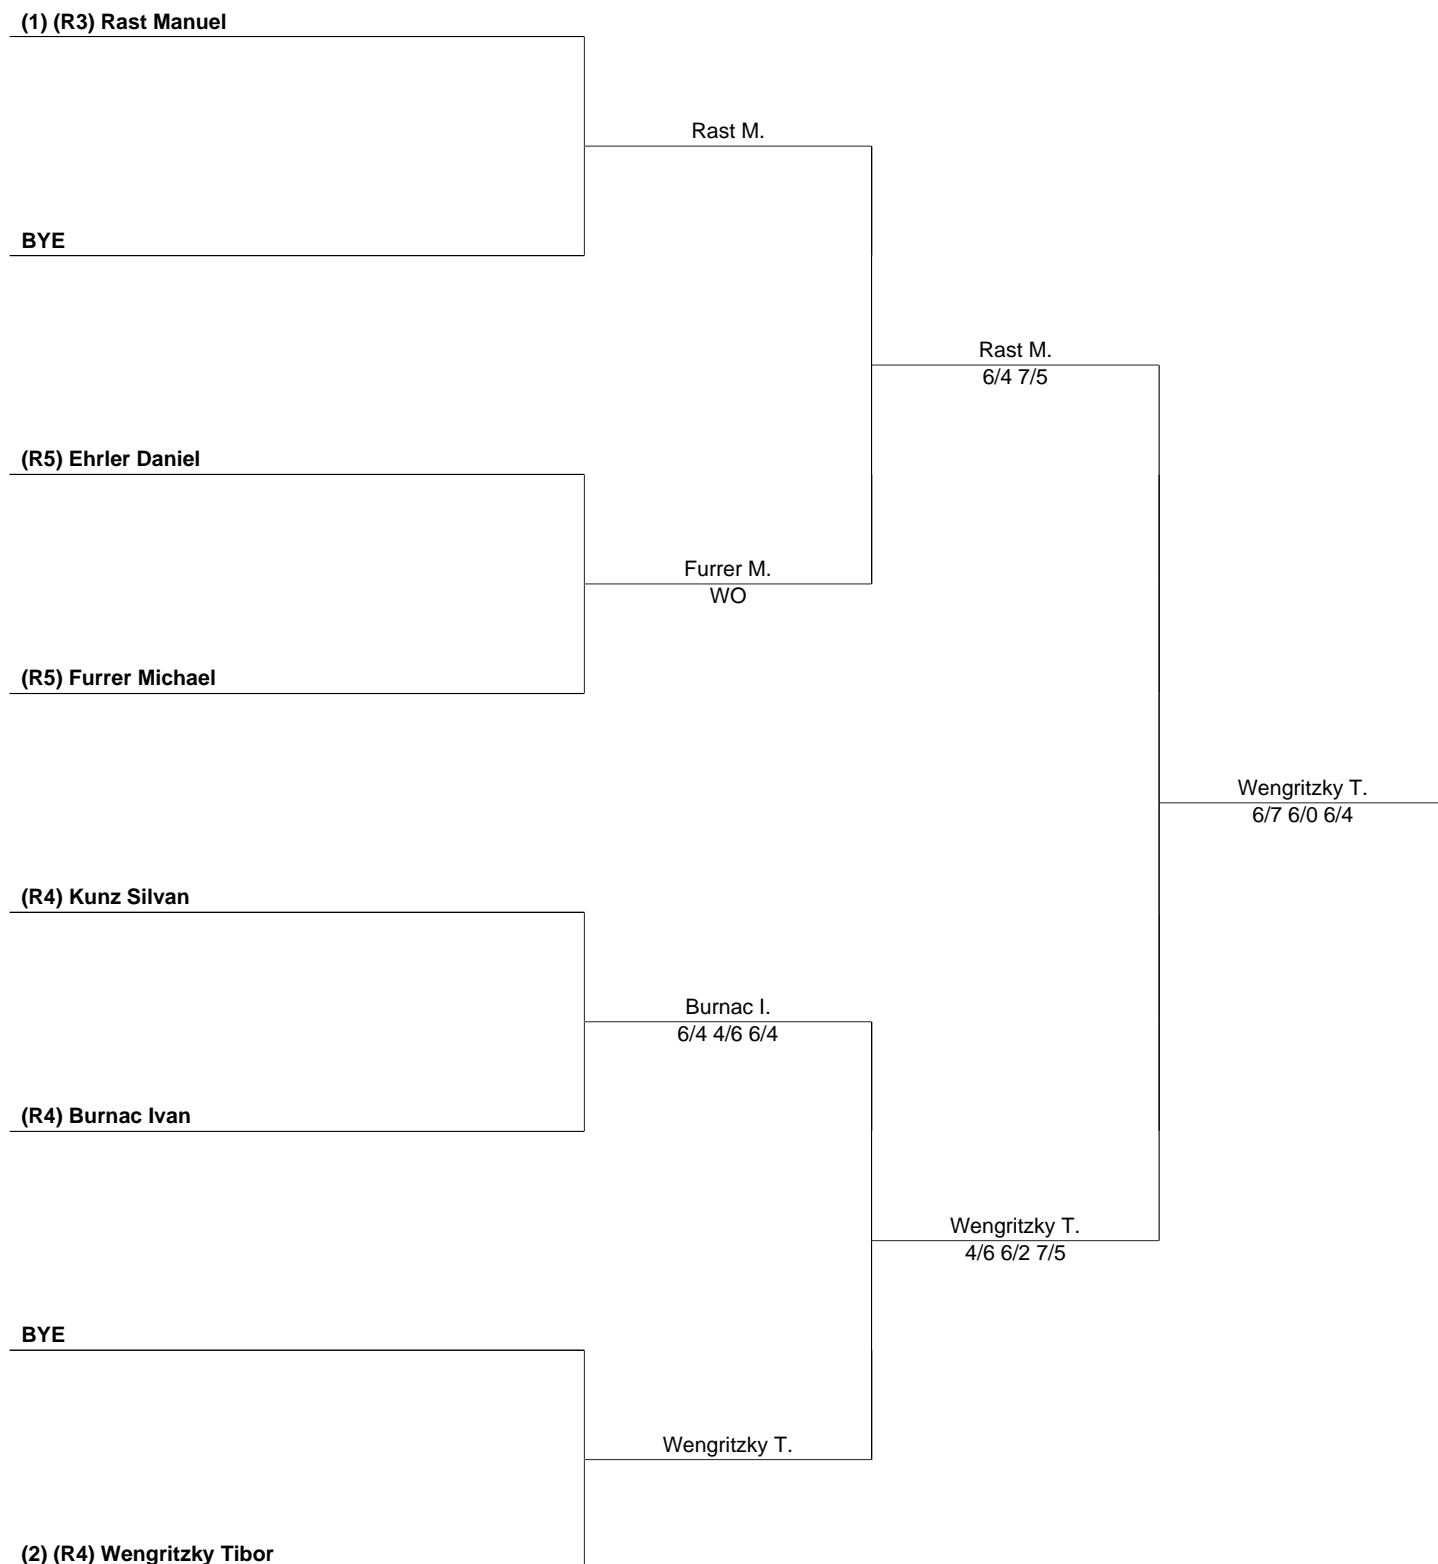 (1) (R3) Rast Manuel
Rast M.
BYE
Rast M.
6/4 7/5
(R5) Ehrler Daniel
Furrer M.
WO
(R5) Furrer Michael
Wengritzky T.
6/7 6/0 6/4
(R4) Kunz Silvan
Burnac I.
6/4 4/6 6/4
(R4) Burnac Ivan
Wengritzky T.
4/6 6/2 7/5
BYE
Wengritzky T.
(2) (R4) Wengritzky Tibor